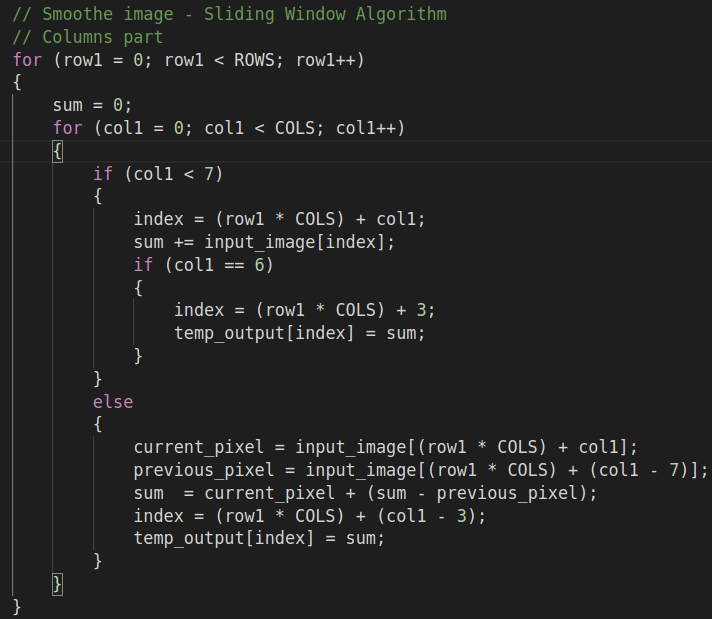 // Smoothe image - Sliding Window Algorithm
// Columns part
for (row1 = 0; row1 < ROWS; row1++)
{
    sum = 0;
    for (col1 = 0; col1 < COLS; col1++)
    {
        if (col1 < 7)
        {
            index = (row1 * COLS) + col1;
            sum += input_image[index];
            if (col1 == 6)
            {
                index = (row1 * COLS) + 3;
                temp_output[index] = sum;
            }
        }
        else
        {
            current_pixel = input_image[(row1 * COLS) + col1];
            previous_pixel = input_image[(row1 * COLS) + (col1 - 7)];
            sum  = current_pixel + (sum - previous_pixel);
            index = (row1 * COLS) + (col1 - 3);
            temp_output[index] = sum;
        }
    }
}